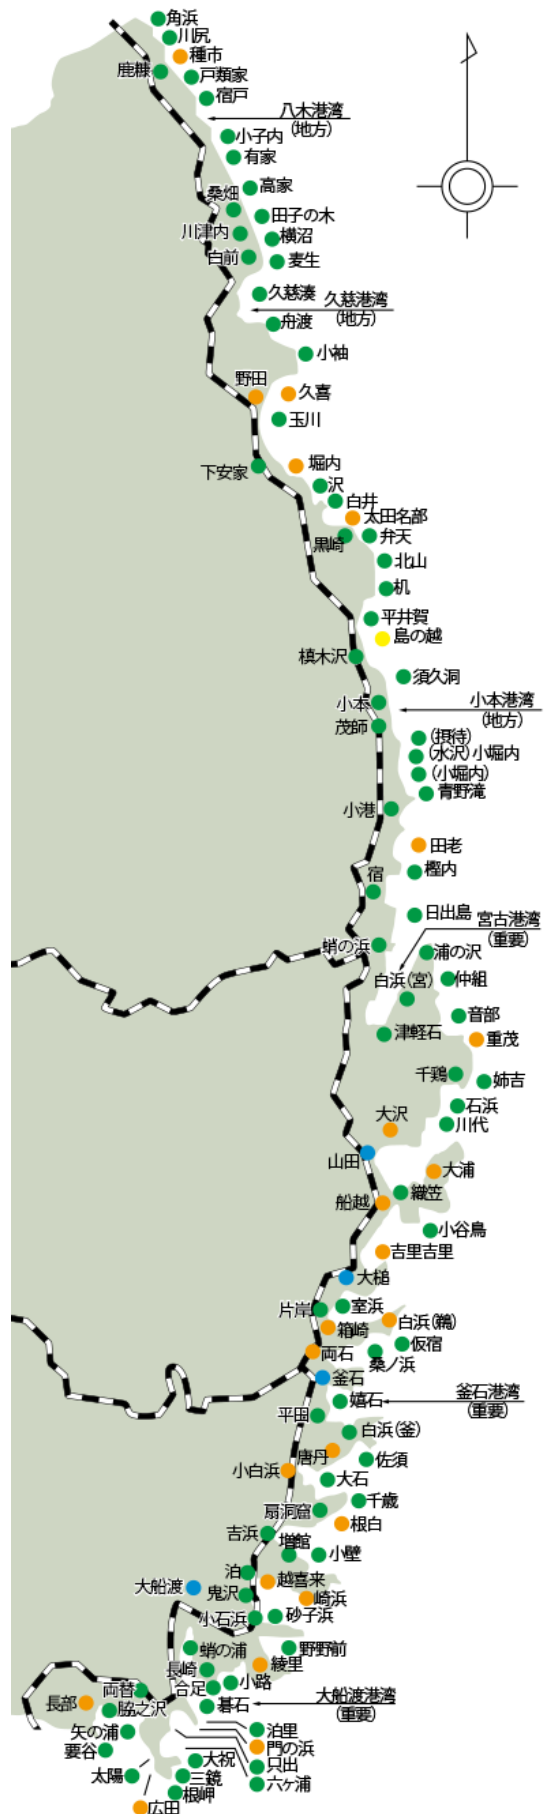 角浜
川尻
種市
鹿糠
戸類家
宿戸
八木港湾
(地方)
小子内
有家
高家
桑畑
田子の木
川津内
横沼
白前
麦生
久慈湊
久慈港湾
(地方)
舟渡
小袖
野田
久喜
玉川
堀内
下安家
沢
白井
太田名部
黒崎
弁天
北山
机
平井賀
島の越
槙木沢
須久洞
小本
小本港湾
(地方)
茂師
(摂待)
(水沢)小堀内
(小堀内)
青野滝
小港
田老
樫内
宿
日出島
宮古港湾
(重要)
蛸の浜
浦の沢
白浜(宮)
仲組
音部
津軽石
重茂
千鶏
姉吉
石浜
大沢
川代
山田
大浦
織笠
船越
小谷鳥
吉里吉里
大槌
片岸
室浜
白浜(鵜)
箱崎
仮宿
両石
桑ノ浜
釜石
釜石港湾
(重要)
嬉石
平田
白浜(釜)
唐丹
佐須
小白浜
大石
千歳
扇洞窟
根白
吉浜
増館
小壁
泊
越喜来
大船渡
鬼沢
崎浜
小石浜
砂子浜
蛸の浦
野野前
長崎
綾里
小路
合足
両替
長部
脇之沢
碁石
大船渡港湾
(重要)
矢の浦
泊里
門の浜
要谷
大祝
只出
太陽
三鏡
六ヶ浦
根岬
広田